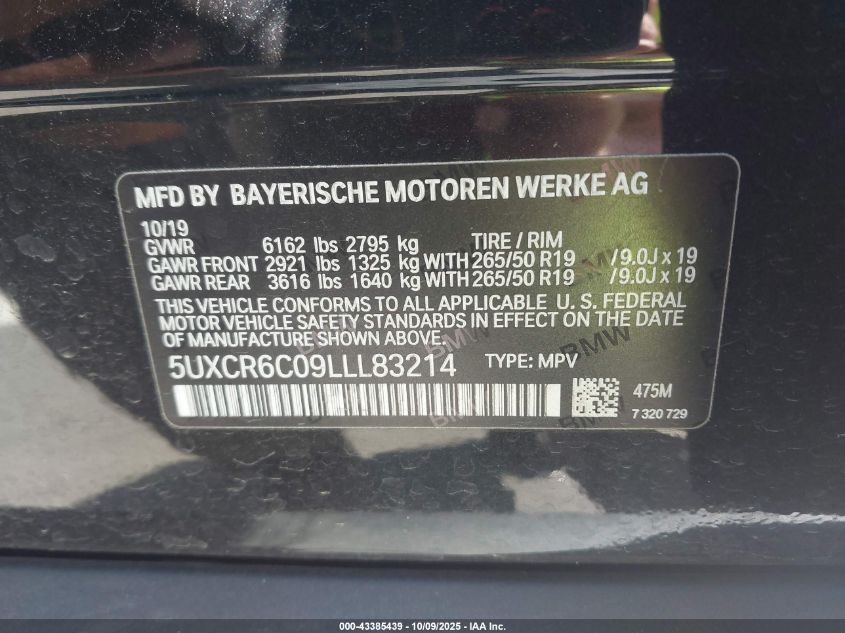 MFD BY BAYERISCHE MOTOREN WERKE AG
10/19
GVWR 6162 lbs 2795 kg TIRE / RIM
GAWR FRONT 2921 lbs 1325 kg WITH 265/50 R19 / 9.0J x 19
GAWR REAR 3616 lbs 1640 kg WITH 265/50 R19 / 9.0J x 19
THIS VEHICLE CONFORMS TO ALL APPLICABLE U. S. FEDERAL
MOTOR VEHICLE SAFETY STANDARDS IN EFFECT ON THE DATE
OF MANUFACTURE SHOWN ABOVE.
5UXCR6C09LLL83214 TYPE: MPV
475M
7 320 729
000-43385439 - 10/09/2025 - IAA Inc.